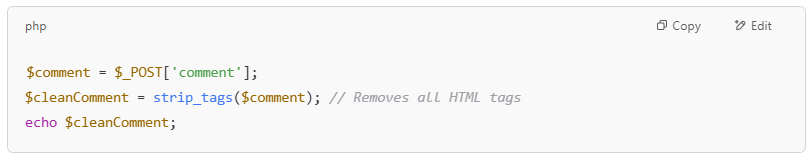 php Copy Edit
$comment = $_POST['comment'];
$cleanComment = strip_tags($comment); // Removes all HTML tags
echo $cleanComment;